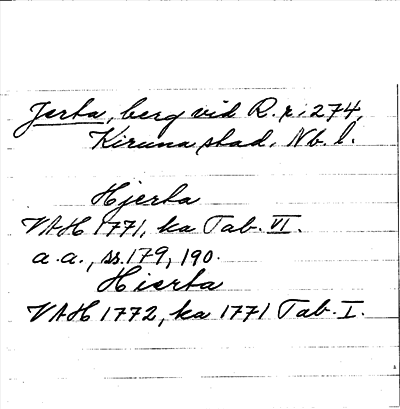 Jerta, berg vid R.r. 274,
Kiruna stad, Nb. l.
Hjerta
VAH 1771, ka Tab. VI.
a.a., ss. 179, 190.
Hierta
VAH 1772, ka 1771 Tab. I.